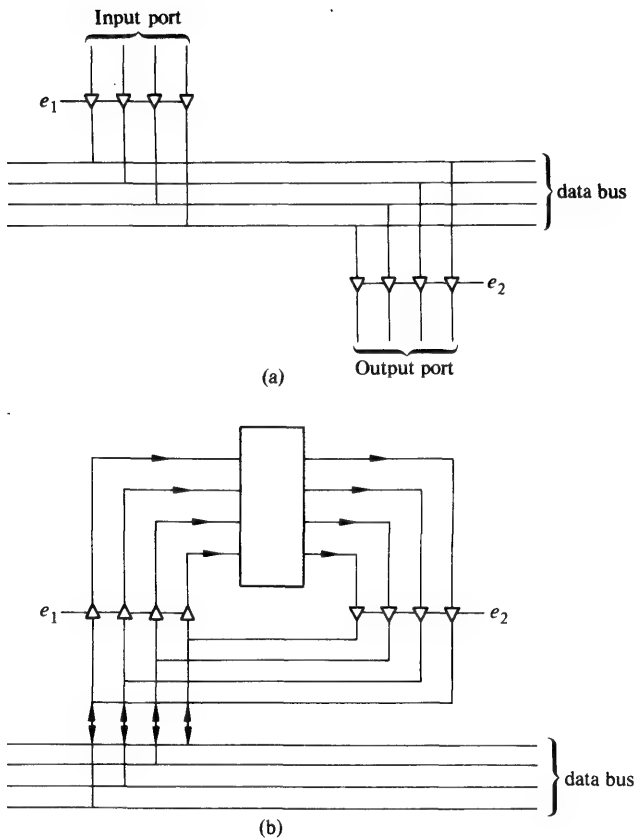 Input port
e1
data bus
e2
Output port
(a)
e1
e2
data bus
(b)